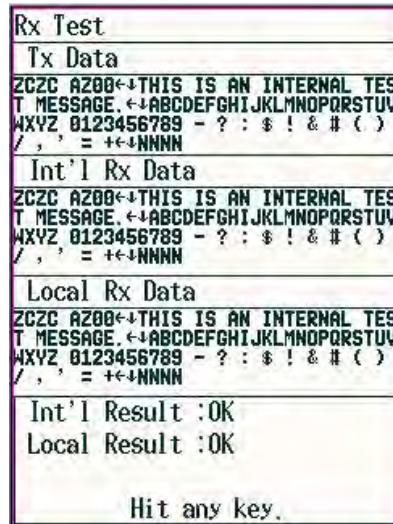 Rx Test
Tx Data
ZCZC AZ00←↓THIS IS AN INTERNAL TES
T MESSAGE.←↓ABCDEFGHIJKLMNOPQRSTUV
WXYZ 0123456789 - ? : $ ! & # ( )
/ , ' = +←↓NNNN
Int'l Rx Data
ZCZC AZ00←↓THIS IS AN INTERNAL TES
T MESSAGE.←↓ABCDEFGHIJKLMNOPQRSTUV
WXYZ 0123456789 - ? : $ ! & # ( )
/ , ' = +←↓NNNN
Local Rx Data
ZCZC AZ00←↓THIS IS AN INTERNAL TES
T MESSAGE.←↓ABCDEFGHIJKLMNOPQRSTUV
WXYZ 0123456789 - ? : $ ! & # ( )
/ , ' = +←↓NNNN
Int'l Result :OK
Local Result :OK
Hit any key.